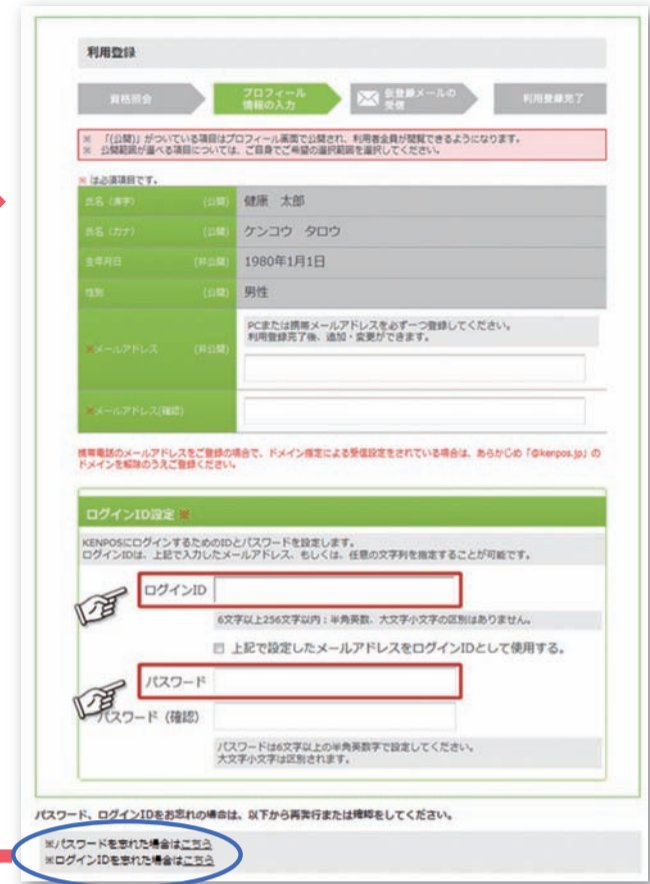 利用登録
資格照会
プロフィール
情報の入力
仮登録メールの
受信
利用登録完了
※ 「(公開)」がついている項目はプロフィール画面で公開され、利用者全員が閲覧できるようになります。
※ 公開範囲が選べる項目については、ご自身でご希望の選択範囲を選択してください。
※ は必須項目です。
氏名(漢字) (公開) 健康 太郎
氏名(カナ) (公開) ケンコウ タロウ
生年月日 (非公開) 1980年1月1日
性別 (公開) 男性
PCまたは携帯メールアドレスを必ず一つ登録してください。
利用登録完了後、追加・変更ができます。
※メールアドレス (非公開)
※メールアドレス(確認)
携帯電話のメールアドレスをご登録の場合で、ドメイン指定による受信設定をされている場合は、あらかじめ「@kenpos.jp」の
ドメインを解除のうえご登録ください。
ログインID設定 ※
KENPOSにログインするためのIDとパスワードを設定します。
ログインIDは、上記で入力したメールアドレス、もしくは、任意の文字列を指定することが可能です。
ログインID
6文字以上256文字以内:半角英数、大文字小文字の区別はありません。
上記で設定したメールアドレスをログインIDとして使用する。
パスワード
パスワード(確認)
パスワードは6文字以上の半角英数字で設定してください。
大文字小文字は区別されます。
パスワード、ログインIDをお忘れの場合は、以下から再発行または確認をしてください。
※パスワードを忘れた場合はこちら
※ログインIDを忘れた場合はこちら